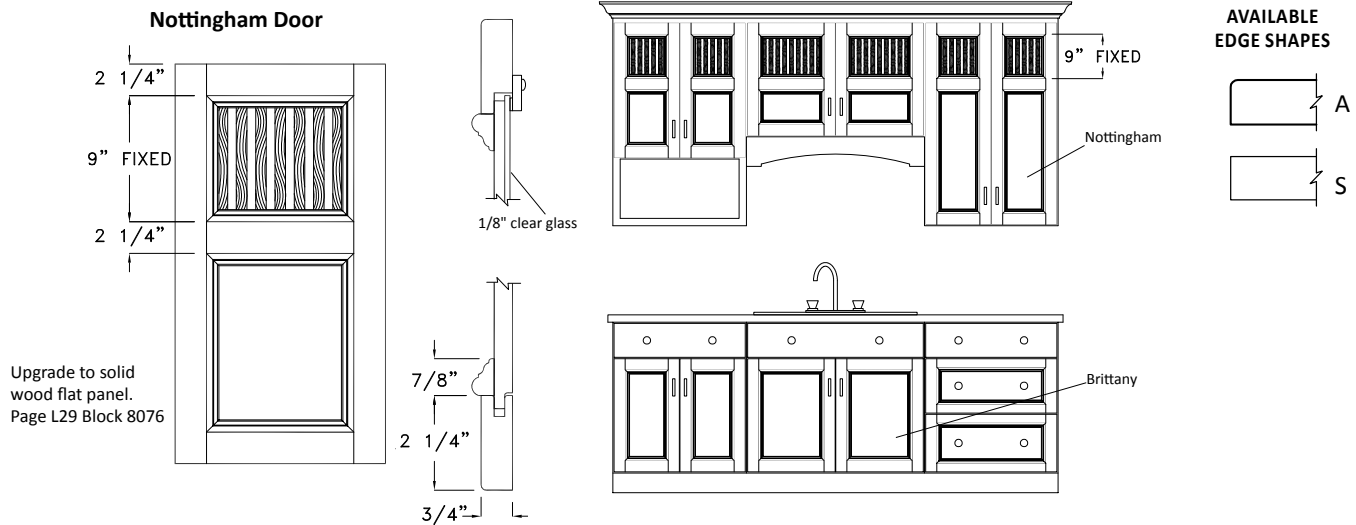 Nottingham Door
2 1/4”
9” FIXED
2 1/4”
Upgrade to solid
wood flat panel.
Page L29 Block 8076
1/8" clear glass
7/8”
2 1/4”
3/4”
9” FIXED
Nottingham
Brittany
AVAILABLE
EDGE SHAPES
A
S